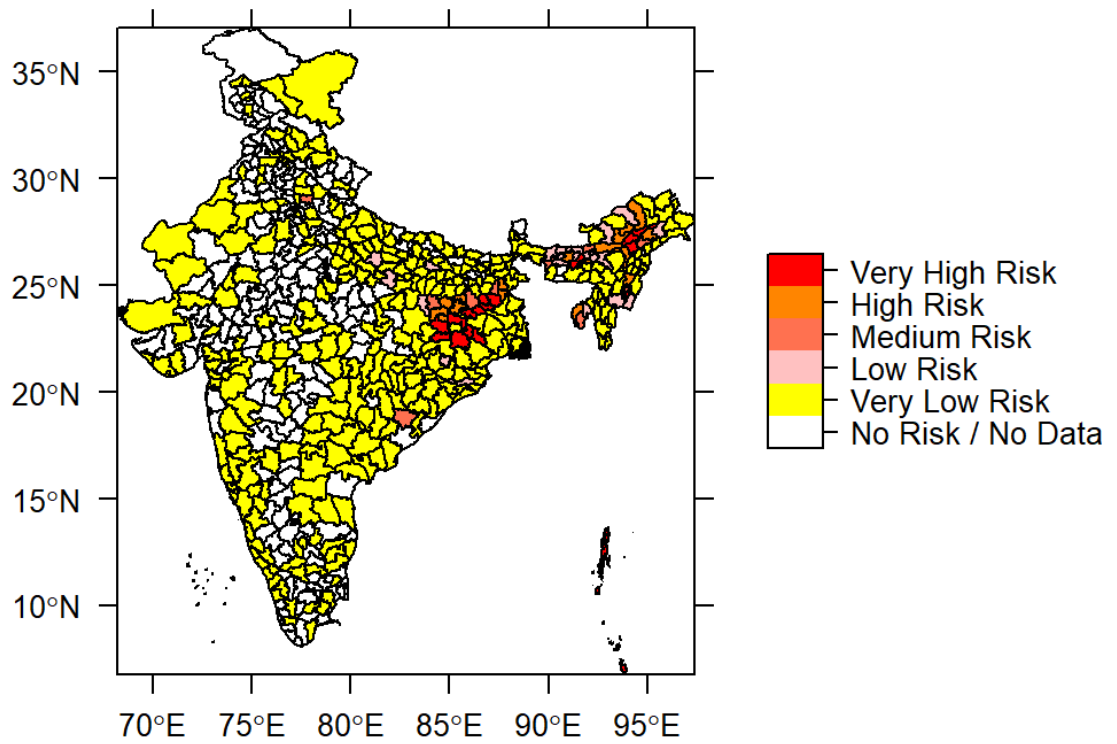 35°N
30°N
25°N
20°N
15°N
10°N
70°E 75°E 80°E 85°E 90°E 95°E
Very High Risk
High Risk
Medium Risk
Low Risk
Very Low Risk
No Risk / No Data